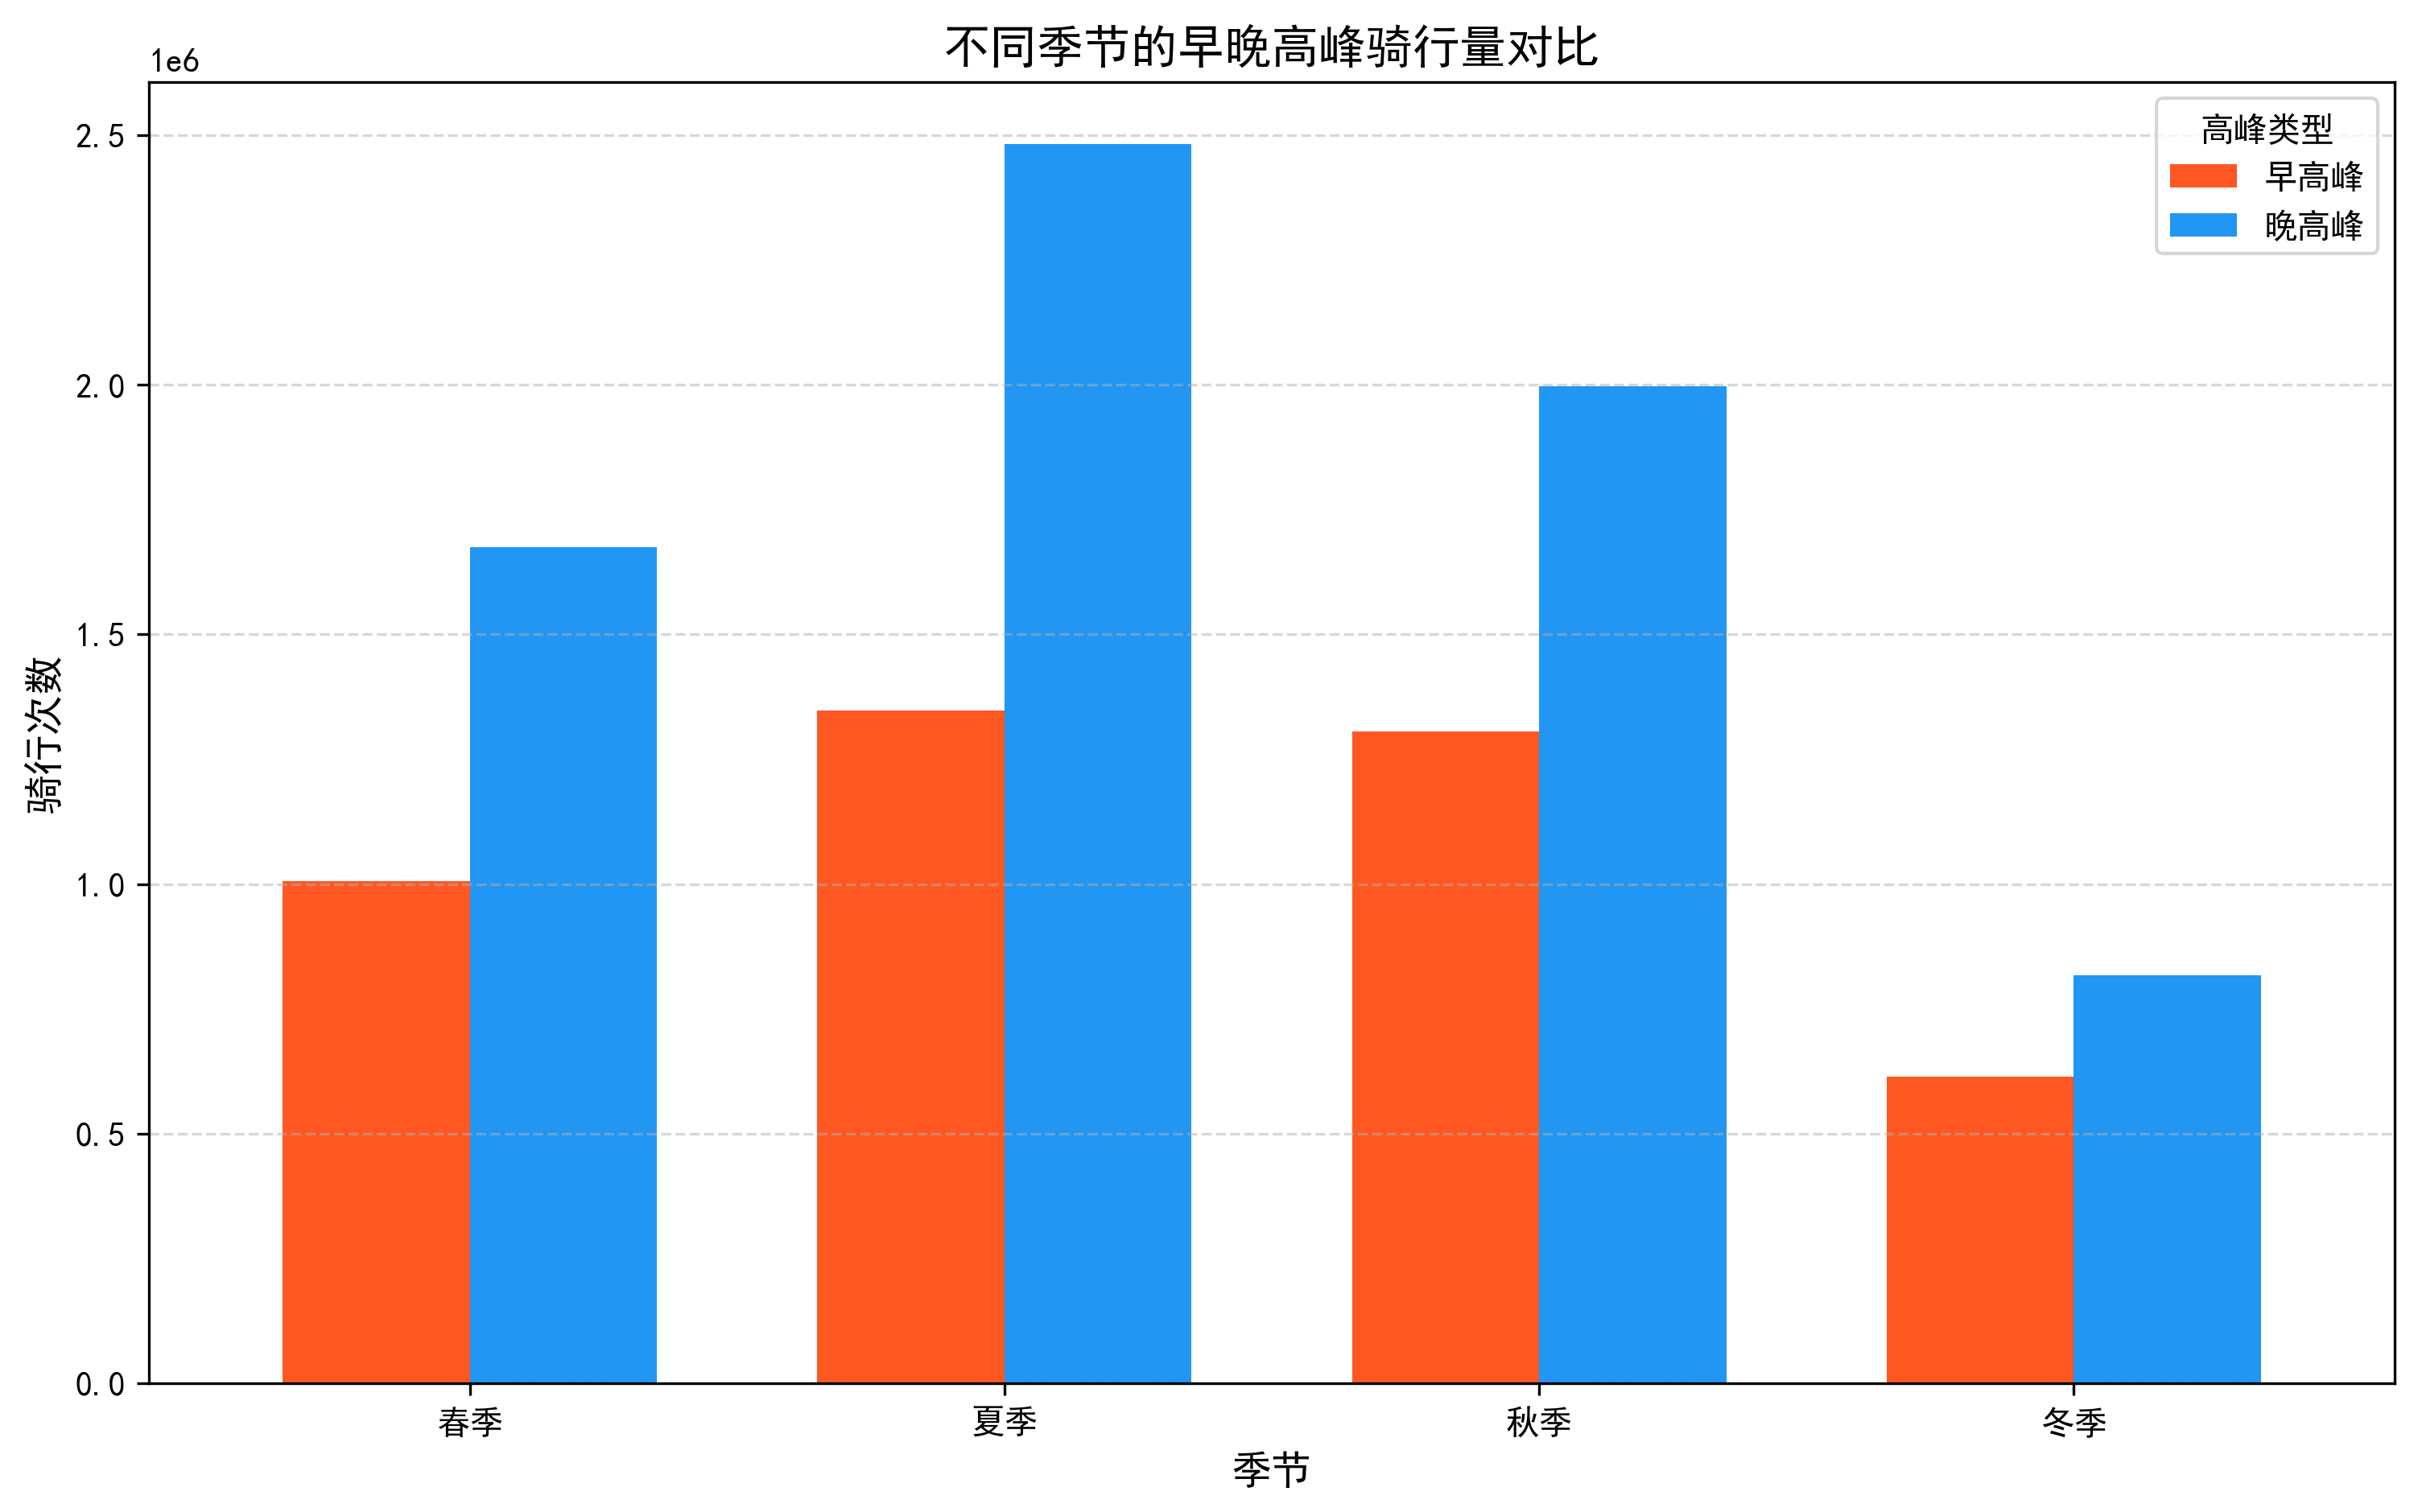 不同季节的早晚高峰骑行量对比
1e6
2.5
2.0
1.5
1.0
0.5
0.0
骑行次数
高峰类型
早高峰
晚高峰
春季
夏季
秋季
冬季
季节